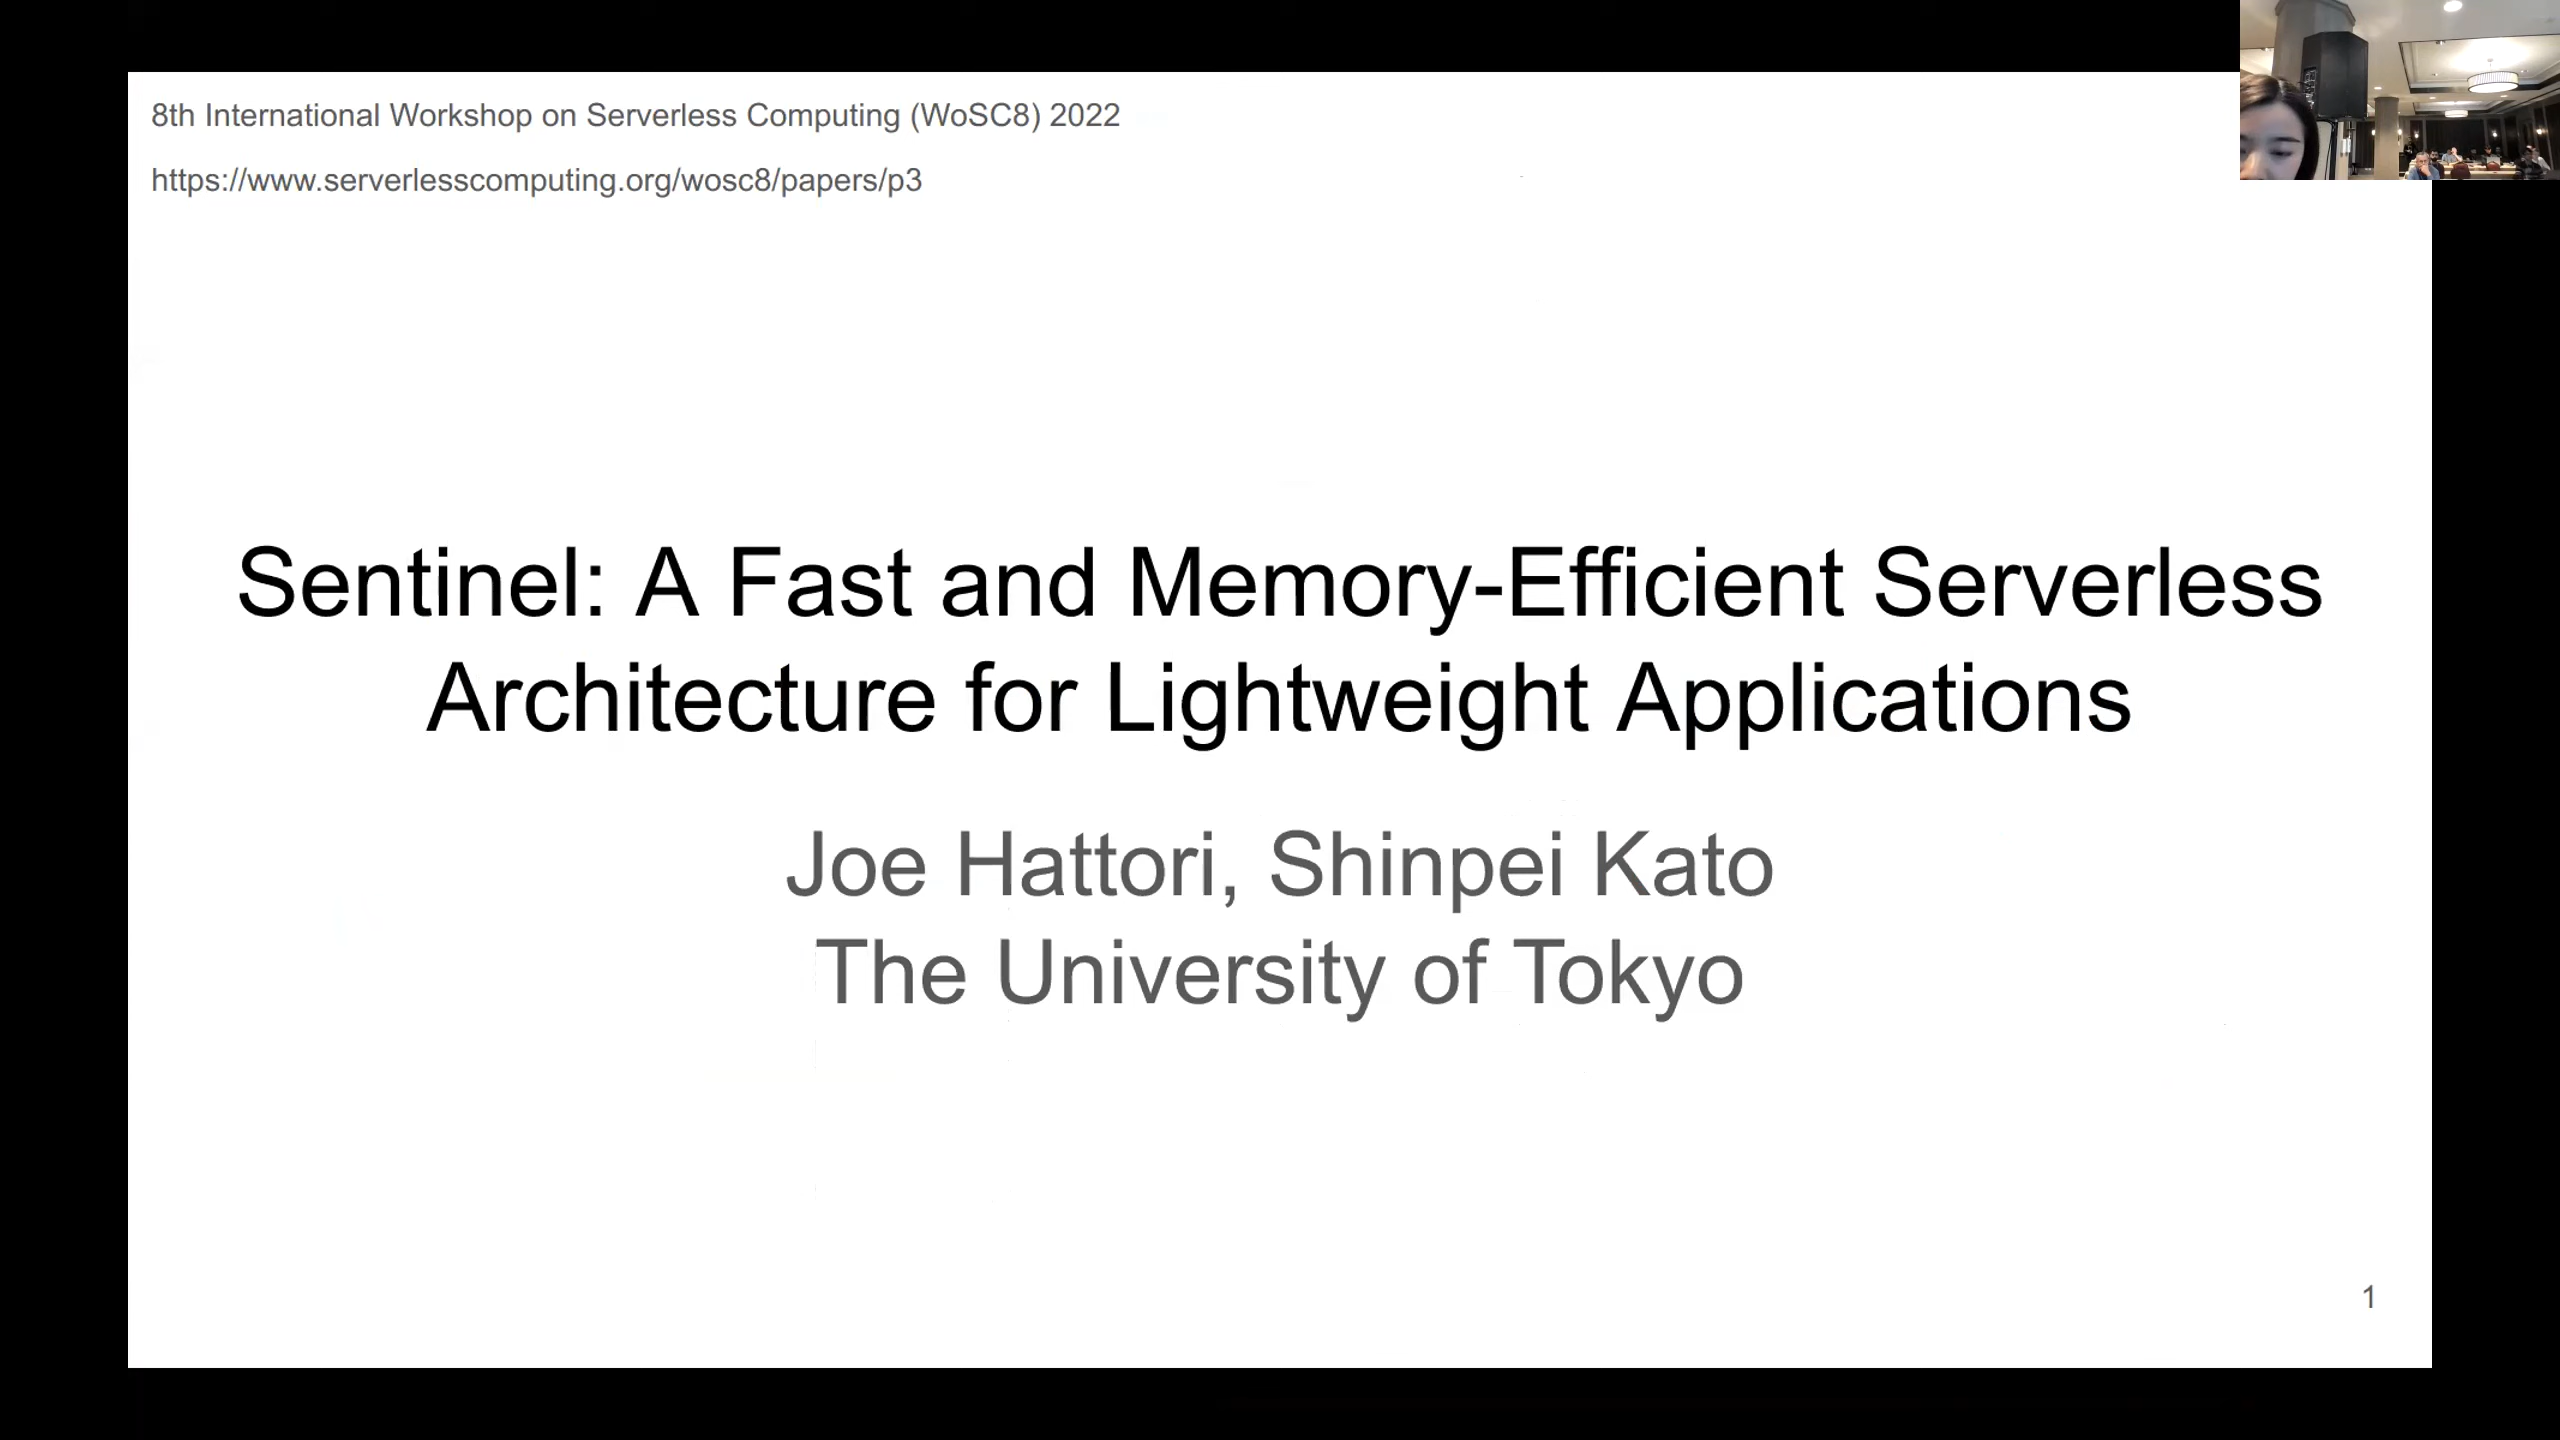 8th International Workshop on Serverless Computing (WoSC8) 2022
https://www.serverlesscomputing.org/wosc8/papers/p3
Sentinel: A Fast and Memory-Efficient Serverless
Architecture for Lightweight Applications
Joe Hattori, Shinpei Kato
The University of Tokyo
1